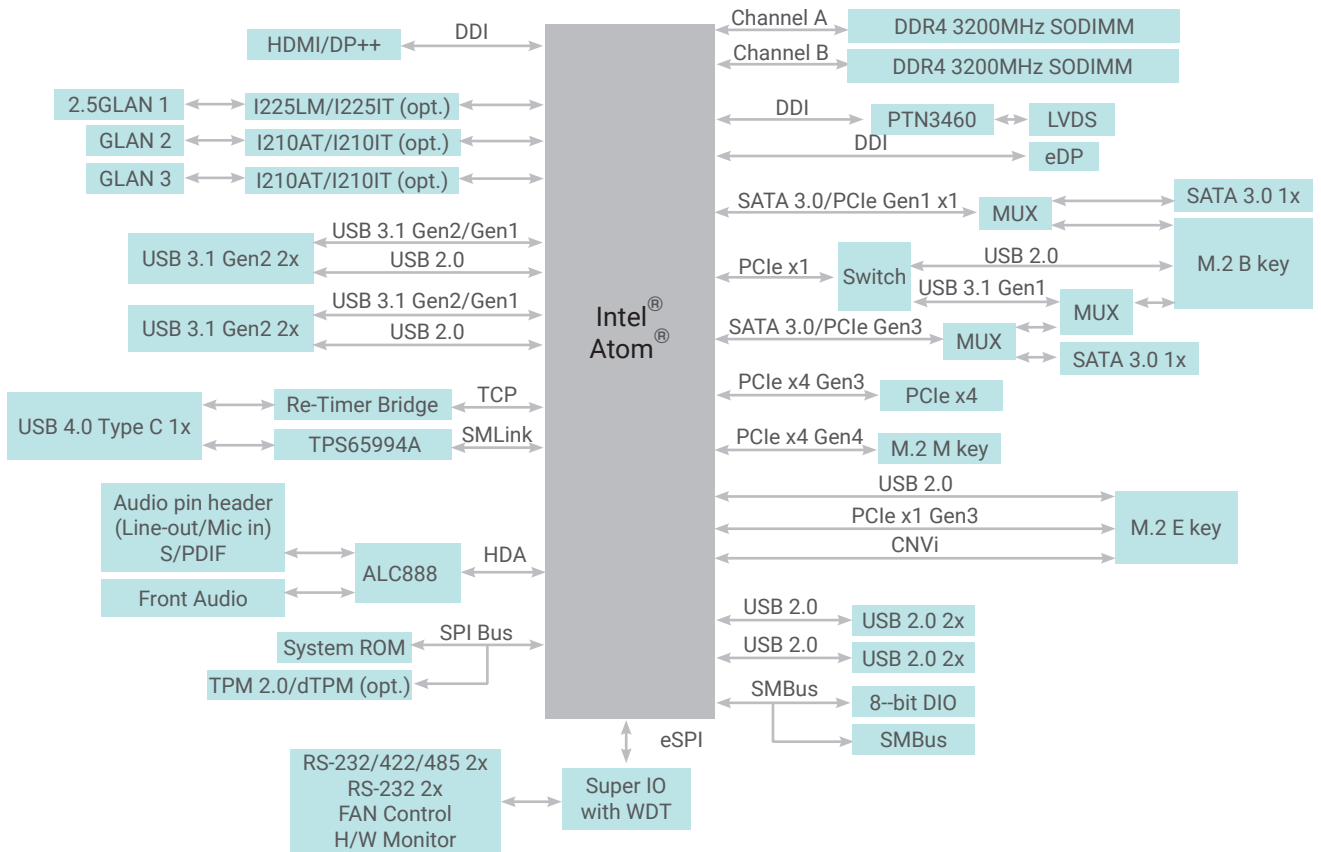 Channel A
DDR4 3200MHz SODIMM
HDMI/DP++
DDI
Channel B
DDR4 3200MHz SODIMM
2.5GLAN 1
I225LM/I225IT (opt.)
DDI
PTN3460
LVDS
GLAN 2
I210AT/I210IT (opt.)
DDI
eDP
GLAN 3
I210AT/I210IT (opt.)
SATA 3.0/PCIe Gen1 x1
MUX
SATA 3.0 1x
USB 3.1 Gen2 2x
USB 3.1 Gen2/Gen1
USB 2.0
PCIe x1
Switch
USB 2.0
M.2 B key
USB 3.1 Gen1
MUX
USB 3.1 Gen2 2x
USB 3.1 Gen2/Gen1
USB 2.0
Intel®
Atom®
SATA 3.0/PCIe Gen3
MUX
SATA 3.0 1x
PCIe x4 Gen3
PCIe x4
USB 4.0 Type C 1x
Re-Timer Bridge
TCP
TPS65994A
SMLink
PCIe x4 Gen4
M.2 M key
USB 2.0
PCIe x1 Gen3
CNVi
M.2 E key
Audio pin header
(Line-out/Mic in)
S/PDIF
ALC888
HDA
Front Audio
USB 2.0
USB 2.0 2x
USB 2.0
USB 2.0 2x
System ROM
SPI Bus
TPM 2.0/dTPM (opt.)
SMBus
8--bit DIO
SMBus
eSPI
RS-232/422/485 2x
RS-232 2x
FAN Control
H/W Monitor
Super IO
with WDT